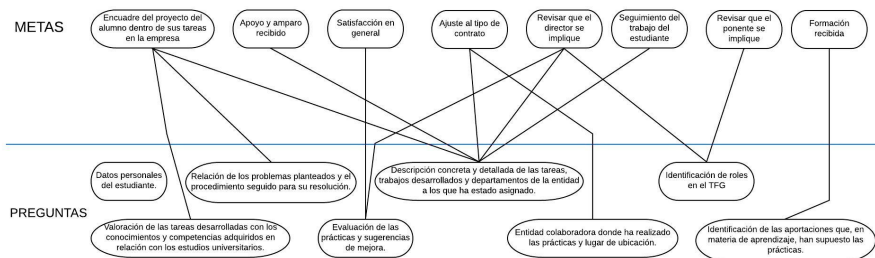 METAS
Encuadre del proyecto del
alumno dentro de sus tareas
en la empresa
Apoyo y amparo
recibido
Satisfacción en
general
Ajuste al tipo de
contrato
Revisar que el
director se
implique
Seguimiento del
trabajo del
estudiante
Revisar que el
ponente se
implique
Formación
recibida
PREGUNTAS
Datos personales
del estudiante.
Relación de los problemas planteados y el
procedimiento seguido para su resolución.
Descripción concreta y detallada de las tareas,
trabajos desarrollados y departamentos de la entidad
a los que ha estado asignado.
Identificación de roles
en el TFG
Valoración de las tareas desarrolladas con los
conocimientos y competencias adquiridos en
relación con los estudios universitarios.
Evaluación de las
prácticas y sugerencias
de mejora.
Entidad colaboradora donde ha realizado
las prácticas y lugar de ubicación.
Identificación de las aportaciones que, en
materia de aprendizaje, han supuesto las
prácticas.